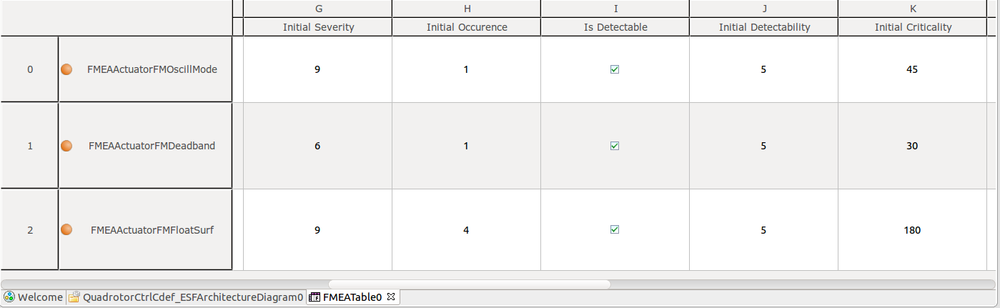 G H I J K
Initial Severity Initial Occurence Is Detectable Initial Detectability Initial Criticality
0 FMEAActuatorFMOscillMode 9 1 5 45
1 FMEAActuatorFMDeadband 6 1 5 30
2 FMEAActuatorFMFloatSurf 9 4 5 180
Welcome QuadrotorCtrlCdef_ESFArchitectureDiagram0 FMEATable0